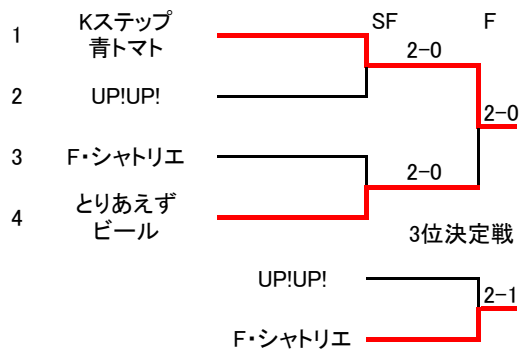 SF F
1 Kステップ
青トマト
2-0
2 UP!UP!
2-0
3 F・シャトリエ
2-0
4 とりあえず
ビール
3位決定戦
UP!UP!
2-1
F・シャトリエ